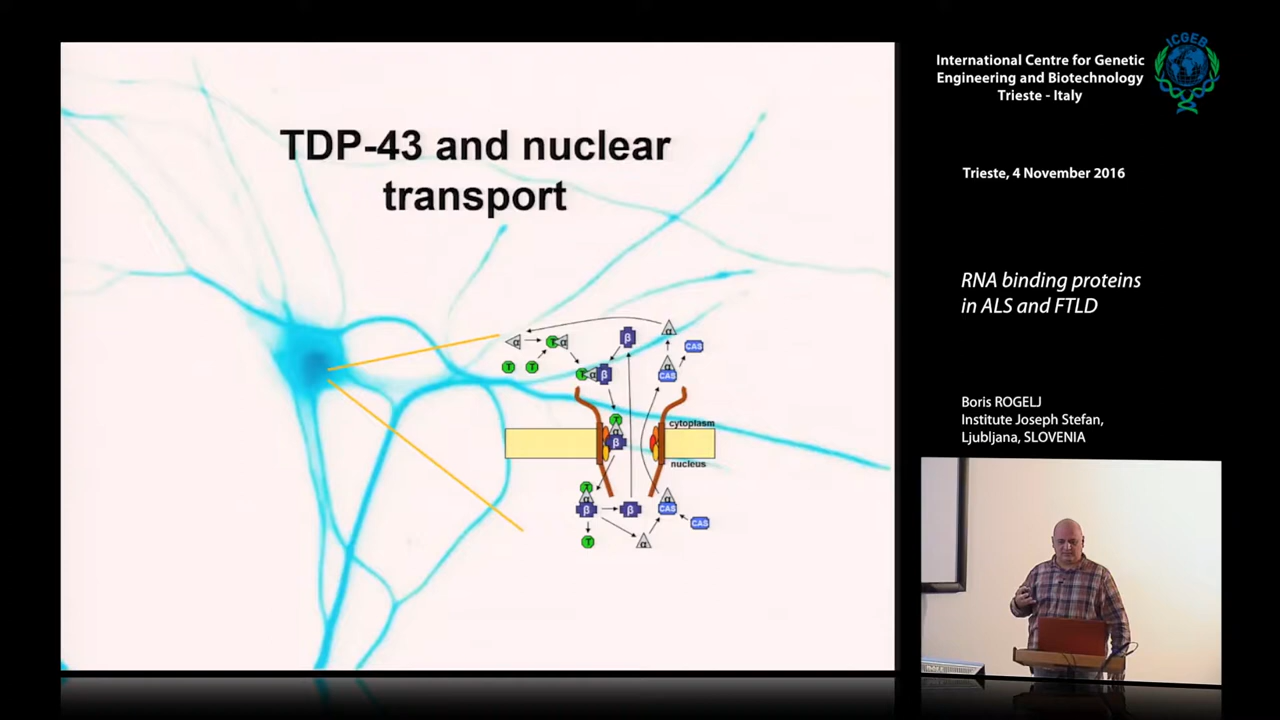 TDP-43 and nuclear
transport
α
T
α
β
α
T
T
T
α
β
α
CAS
CAS
T
α
β
cytoplasm
nucleus
T
α
β
β
α
CAS
CAS
T
α
International Centre for Genetic
Engineering and Biotechnology
Trieste - Italy
ICGEB
Trieste, 4 November 2016
RNA binding proteins
in ALS and FTLD
Boris ROGELJ
Institute Joseph Stefan,
Ljubljana, SLOVENIA